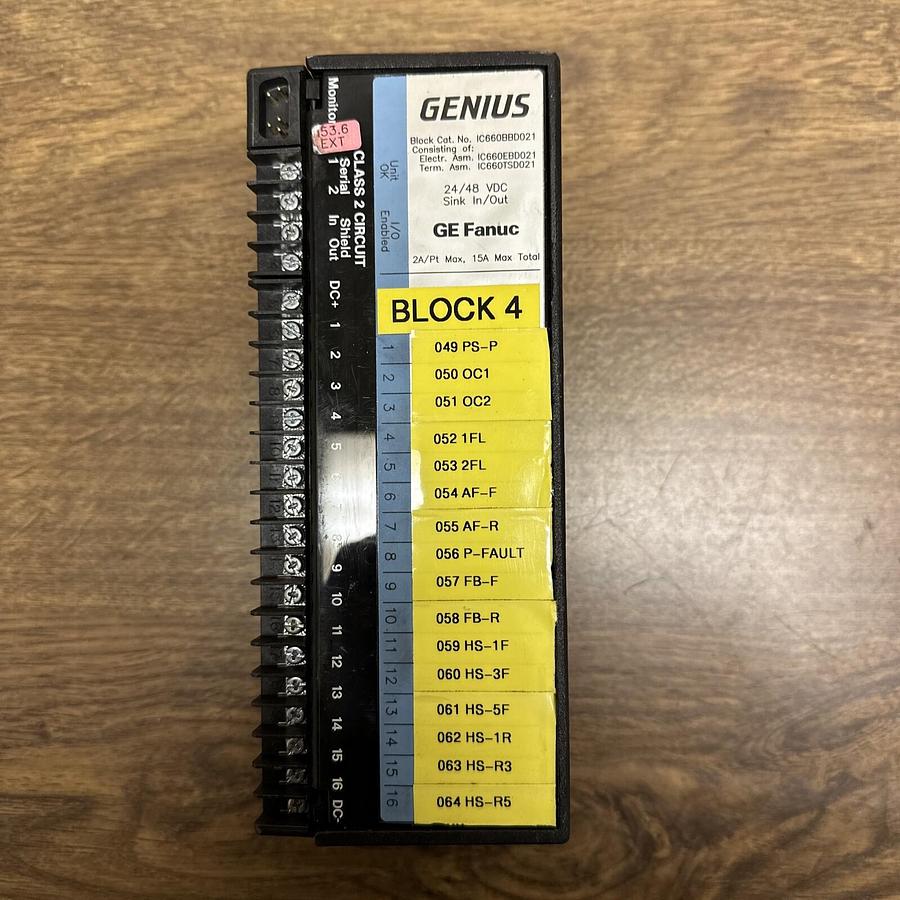 GENIUS
Block Cat. No. IC660BBD021
Consisting of:
Electr. Asm. IC660EBD021
Term. Asm. IC660TSD021
24/48 VDC
Sink In/Out
GE Fanuc
2A/Pt Max, 15A Max Total
Unit
OK
I/O
Enabled
BLOCK 4
1 049 PS-P
2 050 OC1
3 051 OC2
4 052 1FL
5 053 2FL
6 054 AF-F
7 055 AF-R
8 056 P-FAULT
9 057 FB-F
10 058 FB-R
11 059 HS-1F
12 060 HS-3F
13 061 HS-5F
14 062 HS-1R
15 063 HS-R3
16 064 HS-R5
Monitor
53.6
EXT
CLASS 2 CIRCUIT
Serial
1 2
Shield
In Out
DC+
1
2
3
4
5
8
9
10
11
12
13
14
15
16
DC-